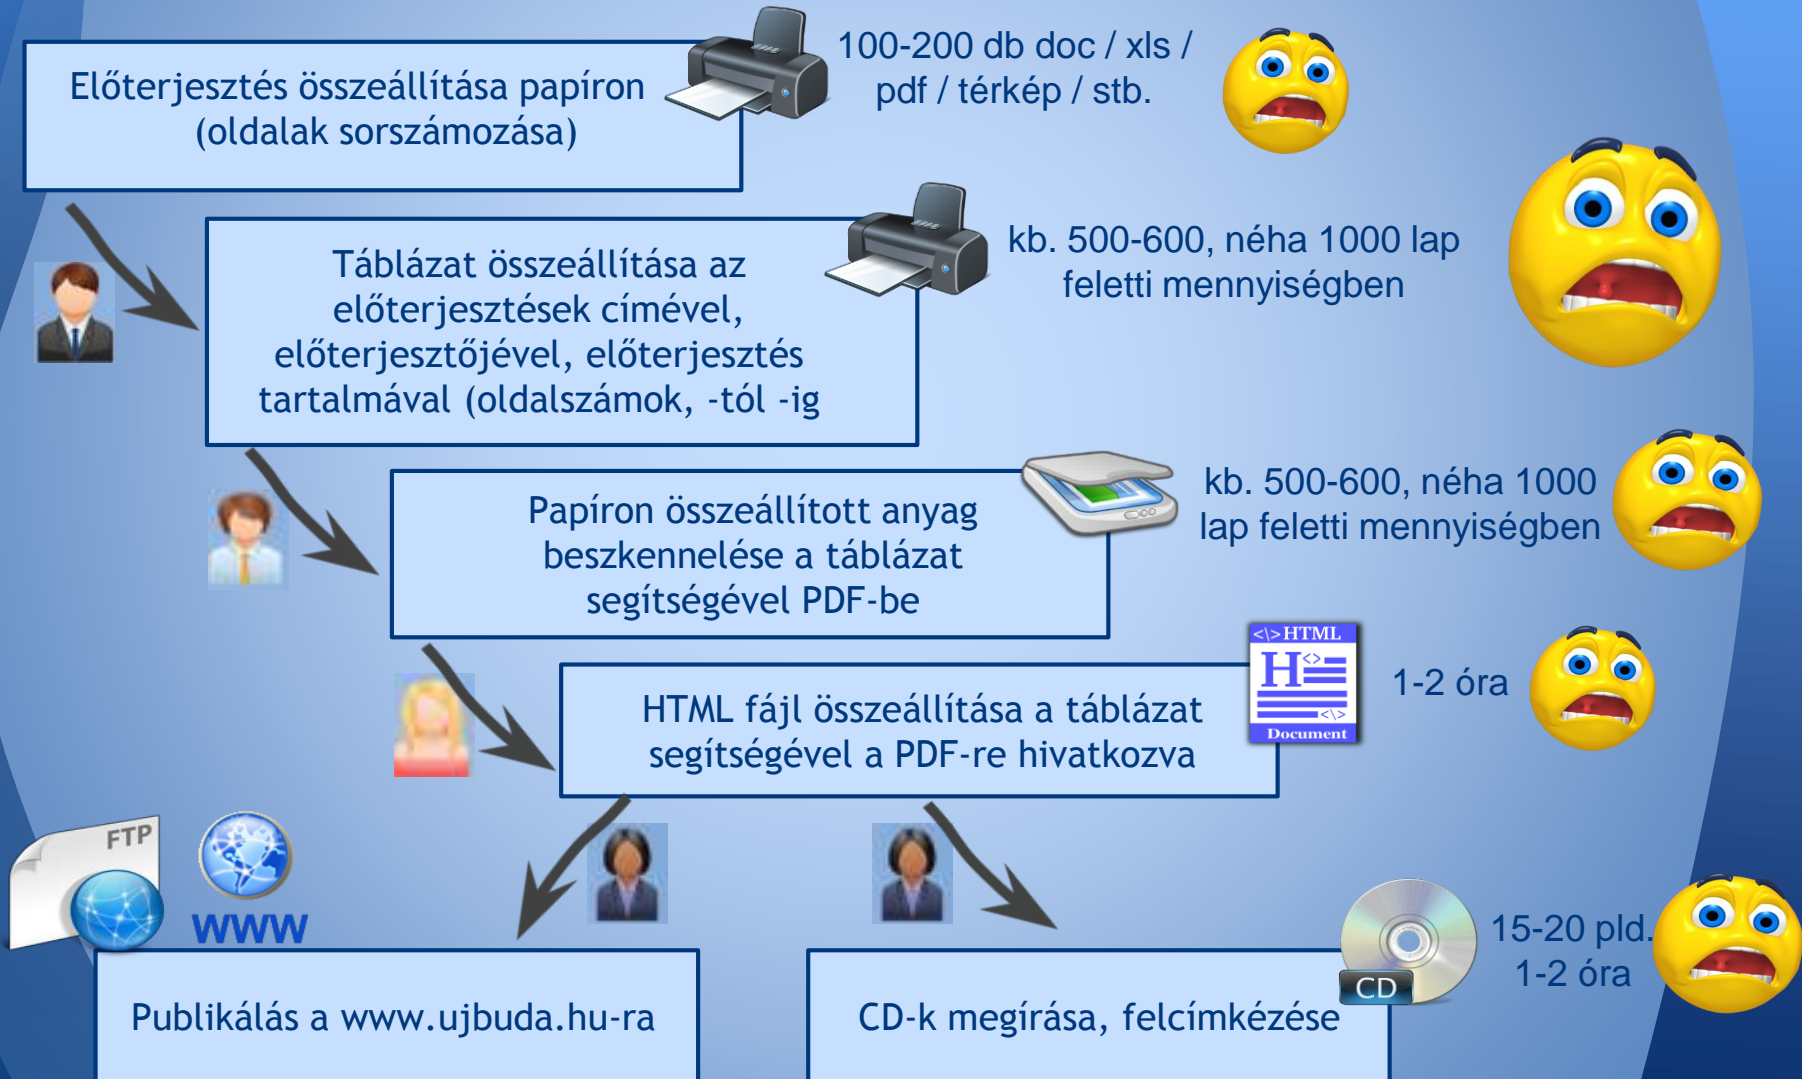 Előterjesztés összeállítása papíron
(oldalak sorszámozása)
100-200 db doc / xls /
pdf / térkép / stb.
Táblázat összeállítása az
előterjesztések címével,
előterjesztőjével, előterjesztés
tartalmával (oldalszámok, -tól -ig
kb. 500-600, néha 1000 lap
feletti mennyiségben
Papíron összeállított anyag
beszkennelése a táblázat
segítségével PDF-be
kb. 500-600, néha 1000
lap feletti mennyiségben
HTML fájl összeállítása a táblázat
segítségével a PDF-re hivatkozva
<\>HTML
H<>
<\>
Document
1-2 óra
FTP
www
Publikálás a www.ujbuda.hu-ra
CD-k megírása, felcímkézése
CD
15-20 pld.
1-2 óra